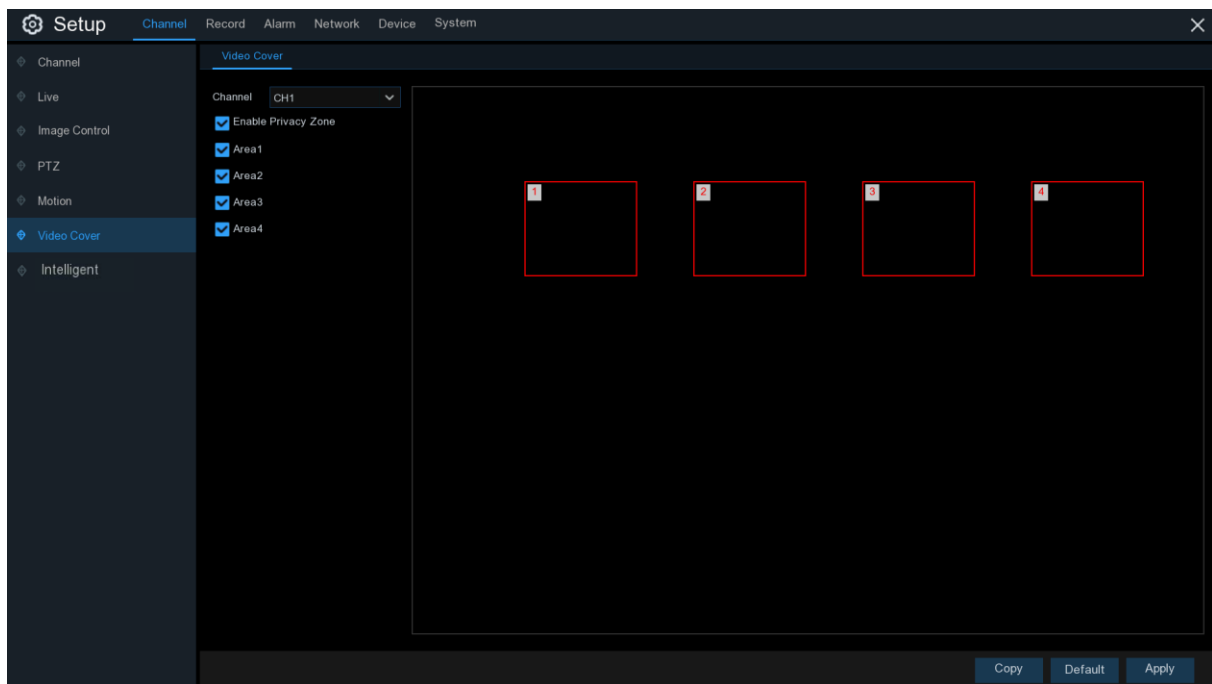 Setup Channel Record Alarm Network Device System
Channel
Live
Image Control
PTZ
Motion
Video Cover
Intelligent
Video Cover
Channel CH1
Enable Privacy Zone
Area1
Area2
Area3
Area4
1 2 3 4
Copy Default Apply